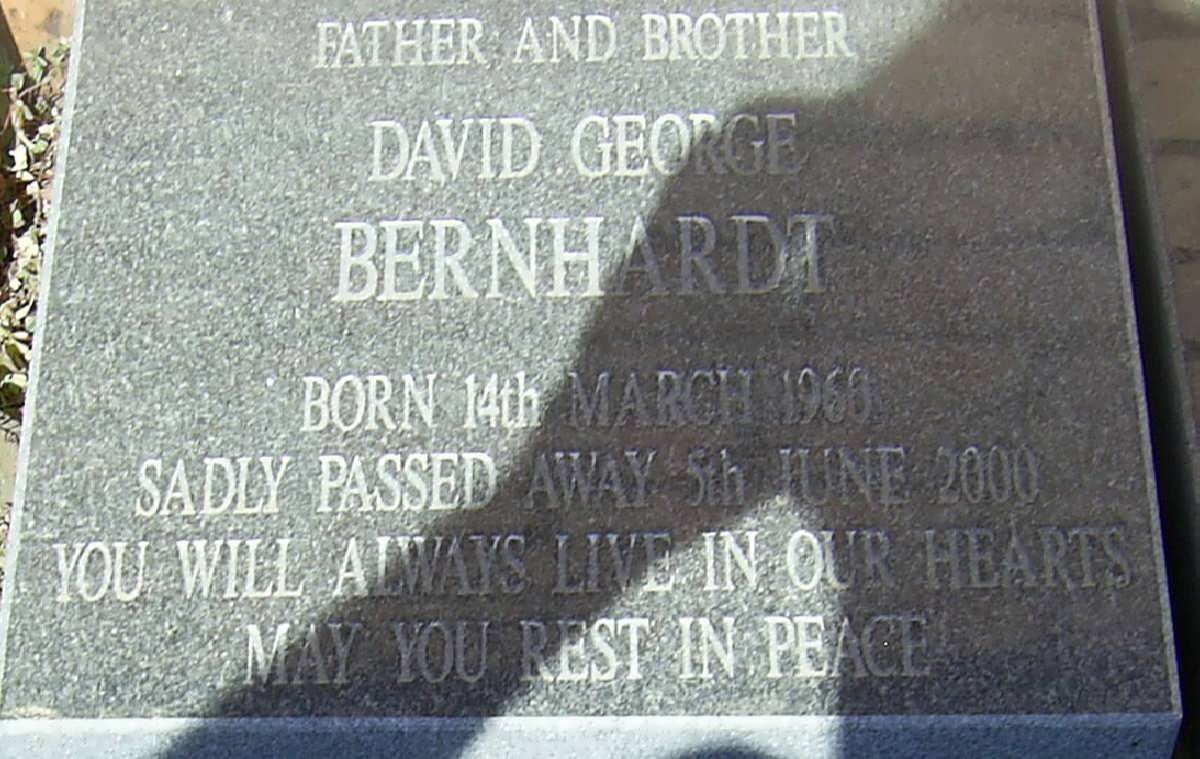 FATHER AND BROTHER
DAVID GEORGE
BERNHARDT
BORN 14th MARCH
SADLY PASSED AWAY 5th JUNE 2000
YOU WILL ALWAYS LIVE IN OUR HEARTS
MAY YOU REST IN PEACE